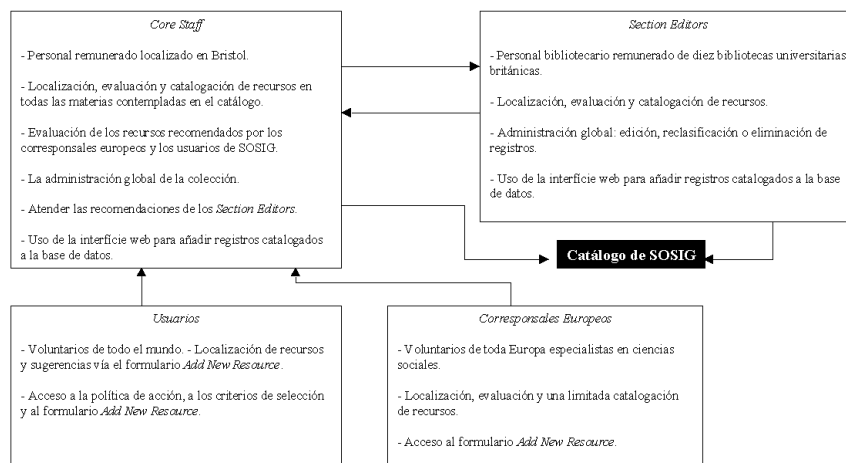 Core Staff
- Personal remunerado localizado en Bristol.
- Localización, evaluación y catalogación de recursos en
todas las materias contempladas en el catálogo.
- Evaluación de los recursos recomendados por los
corresponsales europeos y los usuarios de SOSIG.
- La administración global de la colección.
- Atender las recomendaciones de los Section Editors.
- Uso de la interfície web para añadir registros catalogados
a la base de datos.
Section Editors
- Personal bibliotecario remunerado de diez bibliotecas universitarias
británicas.
- Localización, evaluación y catalogación de recursos.
- Administración global: edición, reclasificación o eliminación de
registros.
- Uso de la interfície web para añadir registros catalogados a la base
de datos.
Catálogo de SOSIG
Usuarios
- Voluntarios de todo el mundo. - Localización de recursos
y sugerencias vía el formulario Add New Resource.
- Acceso a la política de acción, a los criterios de selección
y al formulario Add New Resource.
Corresponsales Europeos
- Voluntarios de toda Europa especialistas en ciencias
sociales.
- Localización, evaluación y una limitada catalogación
de recursos.
- Acceso al formulario Add New Resource.